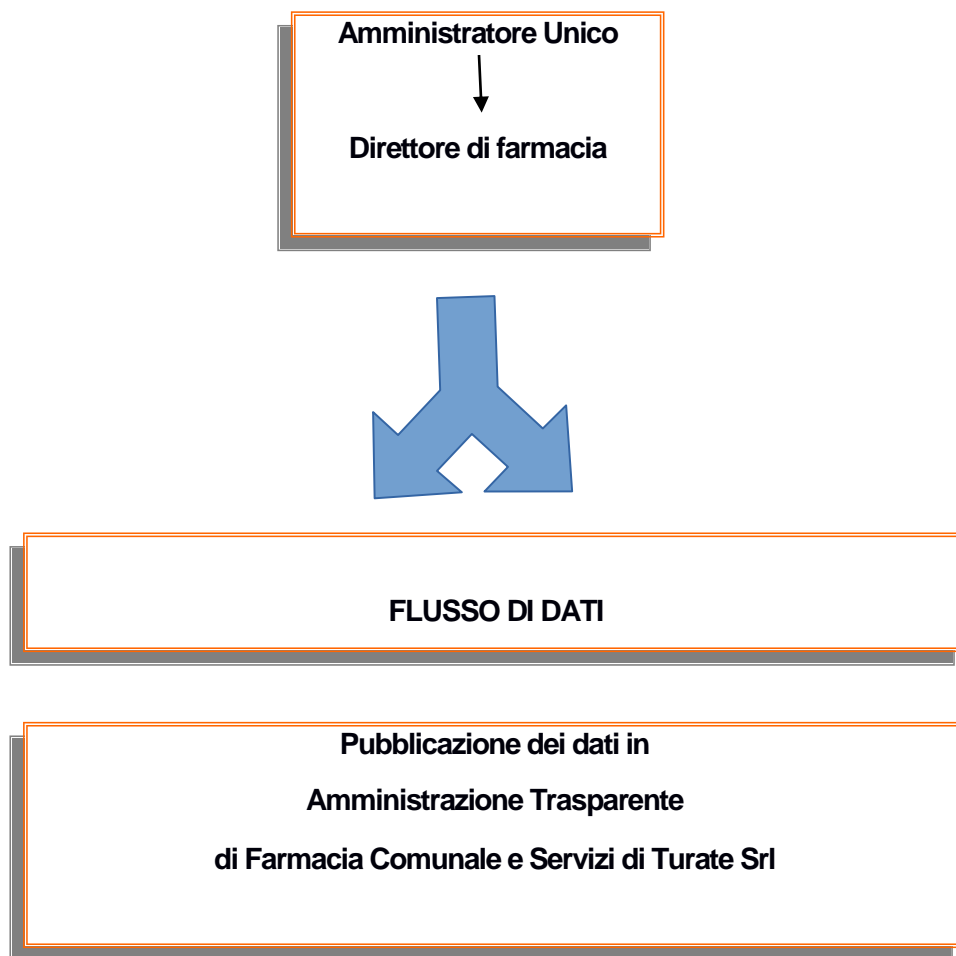 Amministratore Unico
Direttore di farmacia
FLUSSO DI DATI
Pubblicazione dei dati in
Amministrazione Trasparente
di Farmacia Comunale e Servizi di Turate Srl